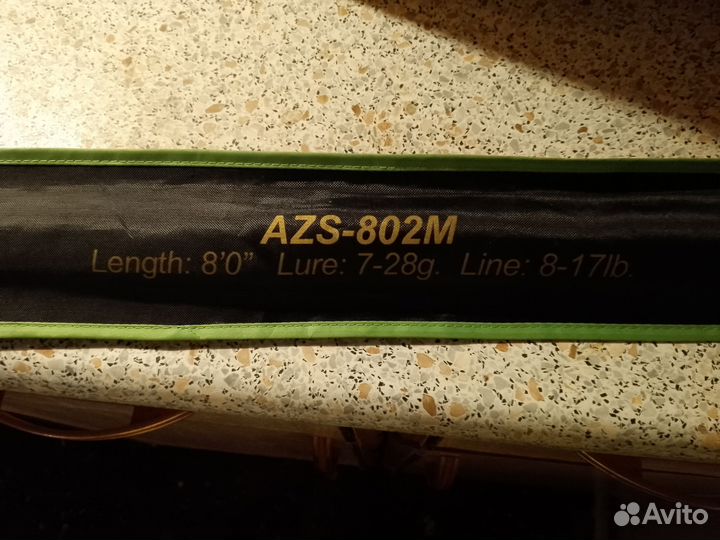 AZS-802M
Length: 8'0" Lure: 7-28g. Line: 8-17lb.
Avito